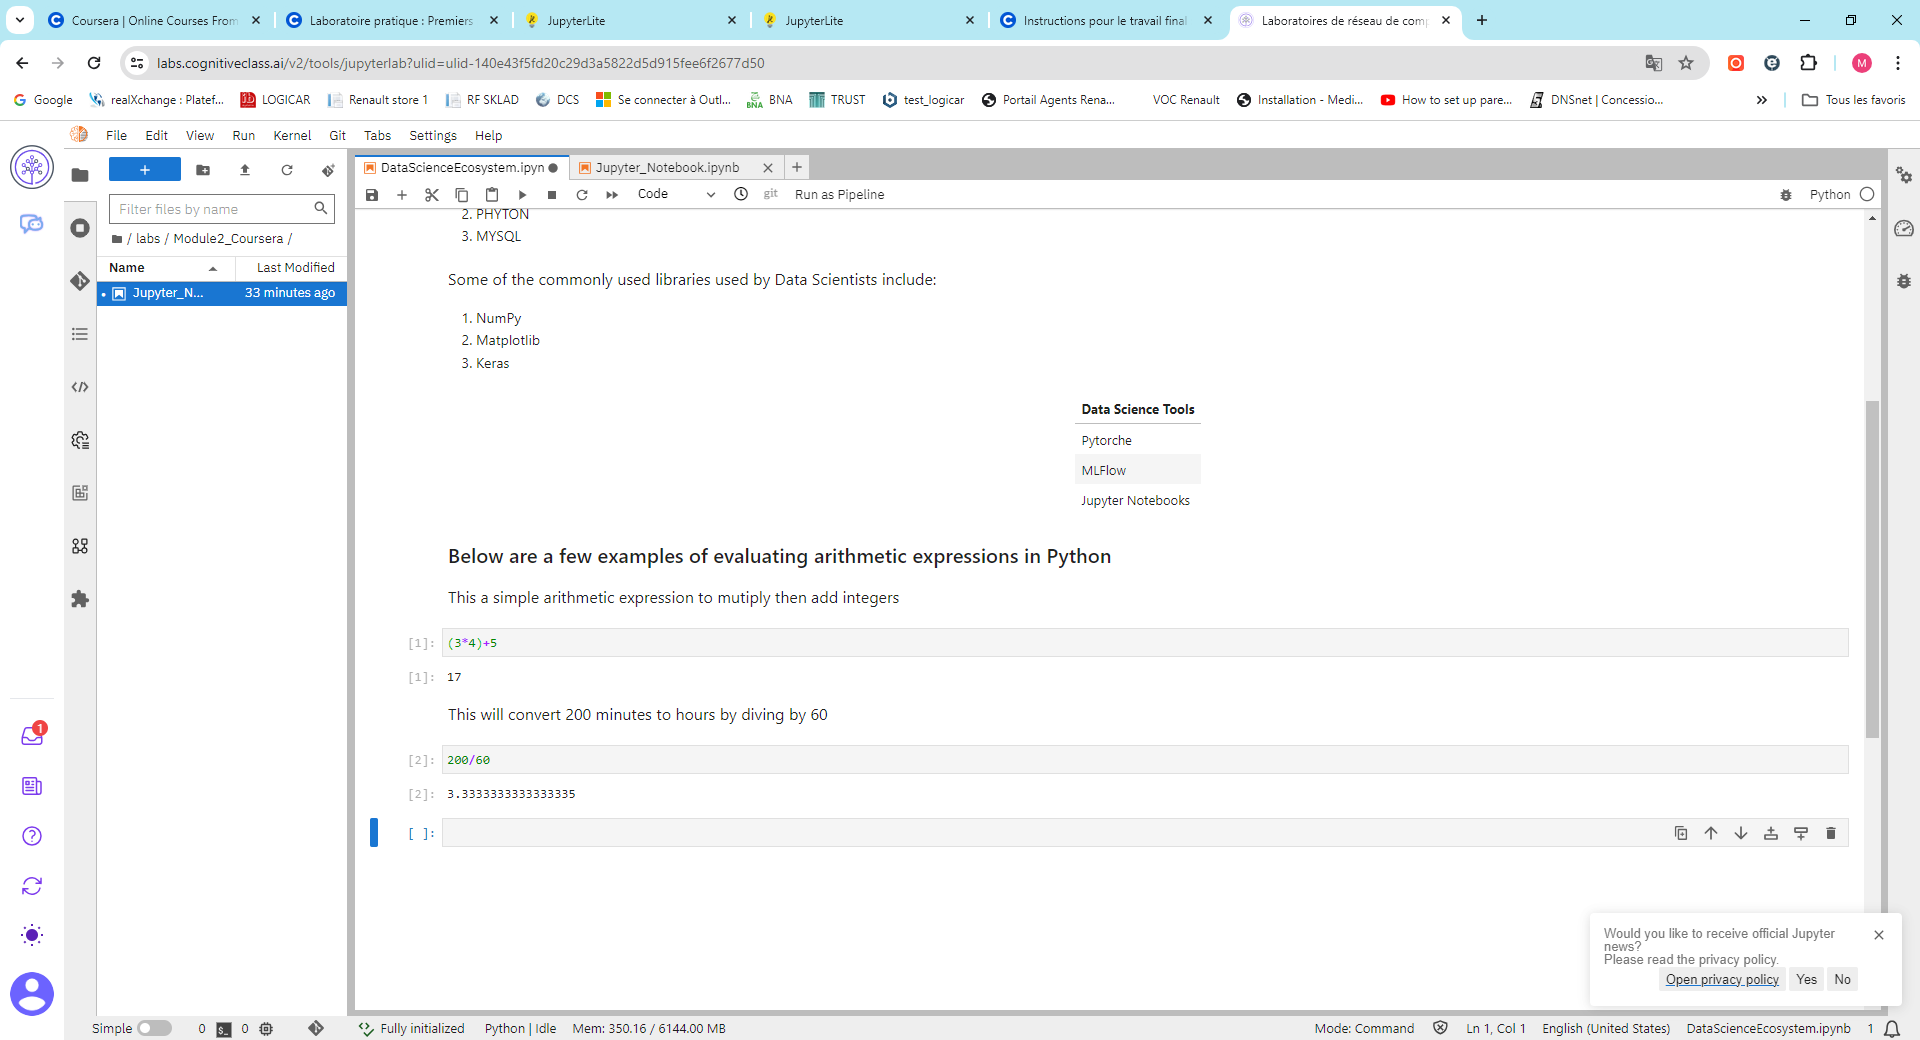 Coursera | Online Courses From
Laboratoire pratique : Premiers
JupyterLite
JupyterLite
Instructions pour le travail final
Laboratoires de réseau de com
labs.cognitiveclass.ai/v2/tools/jupyterlab?ulid=ulid-140e43f5fd20c29d3a5822d5d915fee6f2677d50
M
Google
realXchange : Platef...
LOGICAR
Renault store 1
RF SKLAD
DCS
Se connecter à Outl...
BNA
TRUST
test_logicar
Portail Agents Rena...
VOC Renault
Installation - Medi...
How to set up pare...
DNSnet | Concessio...
Tous les favoris
File Edit View Run Kernel Git Tabs Settings Help
DataScienceEcosystem.ipyn
Jupyter_Notebook.ipynb
Code
git
Run as Pipeline
Python
Filter files by name
/ labs / Module2_Coursera /
Name
Last Modified
Jupyter_N...
33 minutes ago
2. PHYTON
3. MYSQL
Some of the commonly used libraries used by Data Scientists include:
1. NumPy
2. Matplotlib
3. Keras
Data Science Tools
Pytorche
MLFlow
Jupyter Notebooks
Below are a few examples of evaluating arithmetic expressions in Python
This a simple arithmetic expression to mutiply then add integers
[1]: (3*4)+5
[1]: 17
This will convert 200 minutes to hours by diving by 60
[2]: 200/60
[2]: 3.3333333333333335
[ ]:
1
Would you like to receive official Jupyter
news?
Please read the privacy policy.
Open privacy policy
Yes
No
Simple
0
0
Fully initialized
Python | Idle
Mem: 350.16 / 6144.00 MB
Mode: Command
Ln 1, Col 1
English (United States)
DataScienceEcosystem.ipynb
1